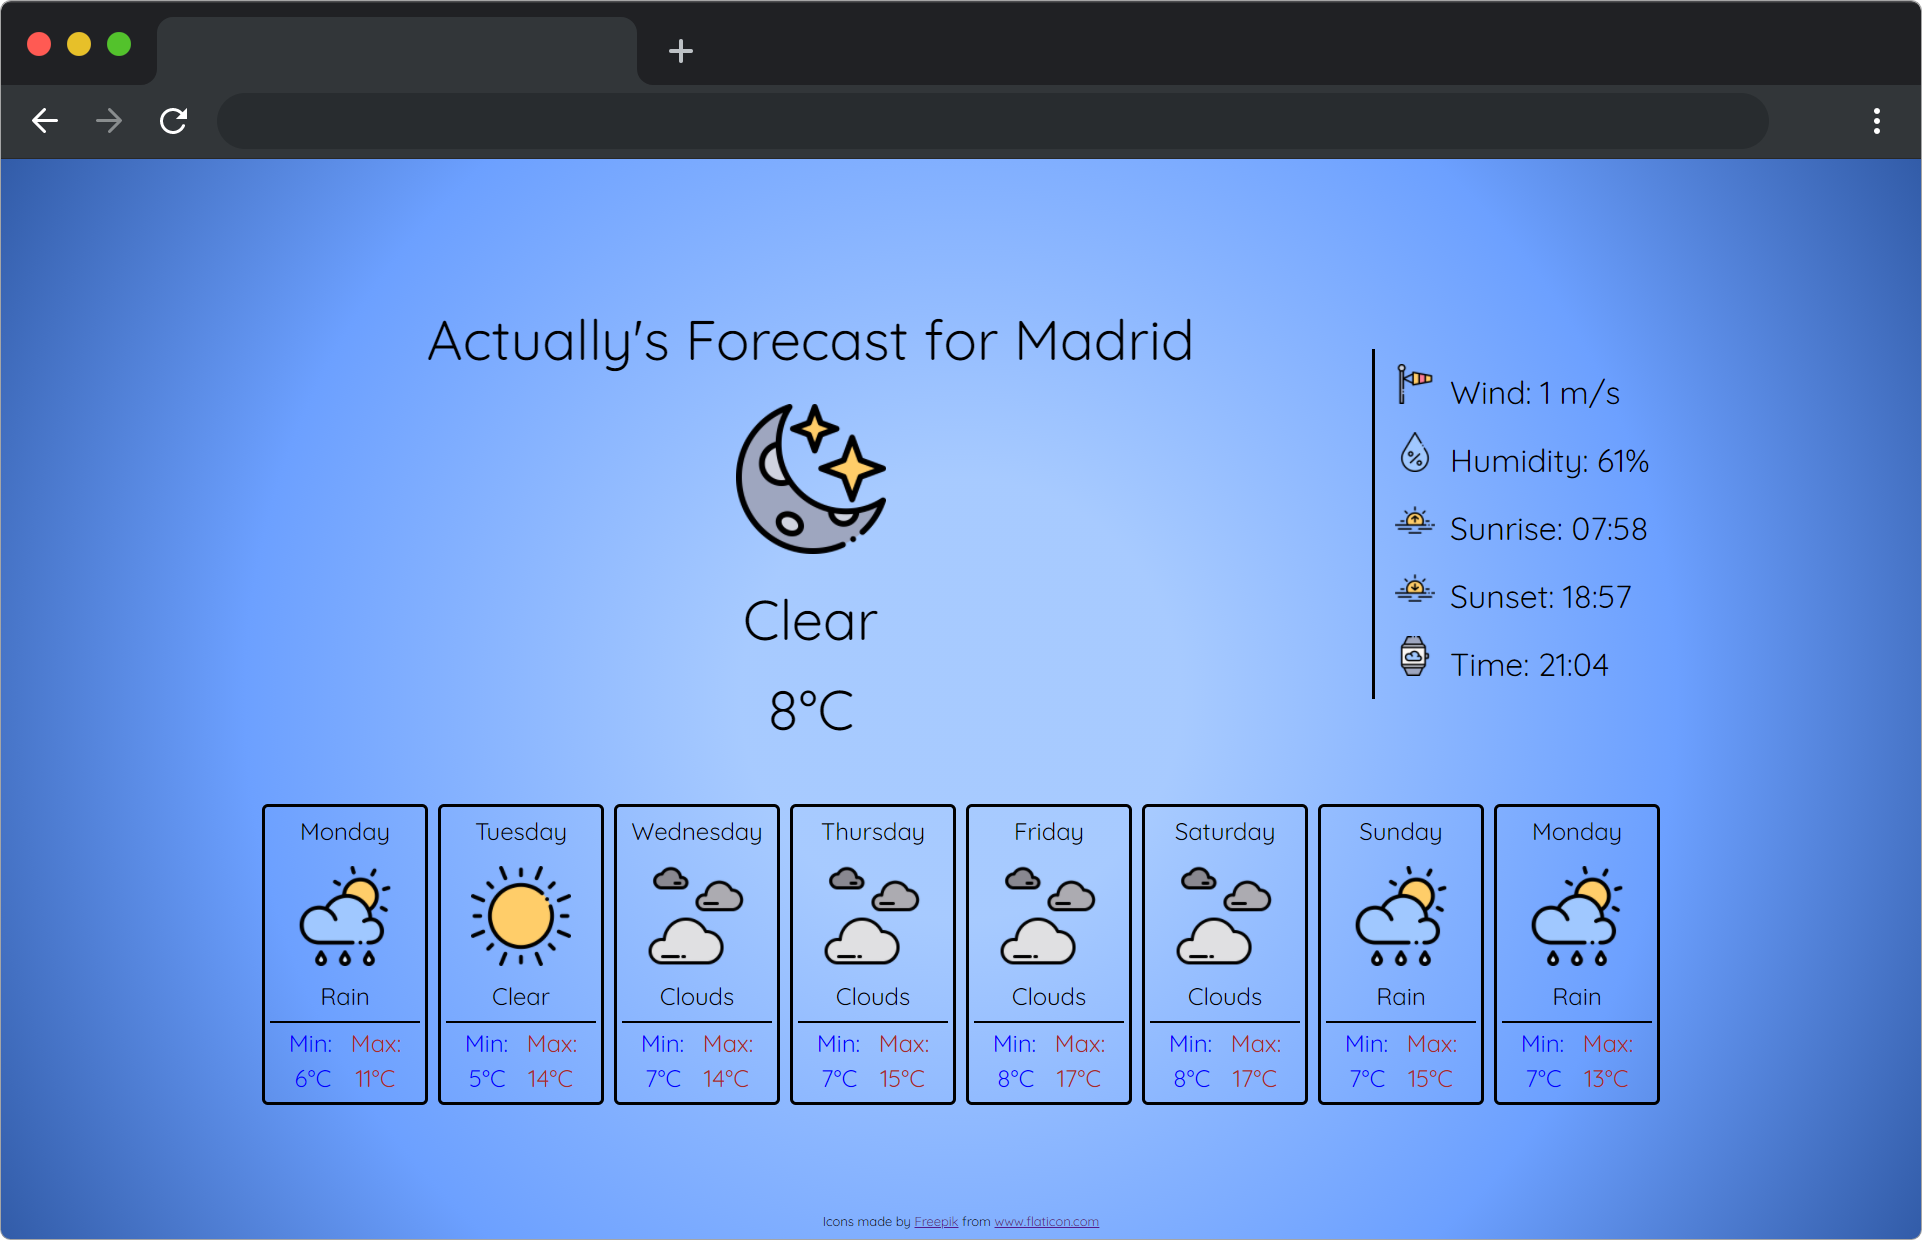 Actually's Forecast for Madrid
Clear
8°C
Wind: 1 m/s
Humidity: 61%
Sunrise: 07:58
Sunset: 18:57
Time: 21:04
Monday
Rain
Min: Max:
6°C 11°C
Tuesday
Clear
Min: Max:
5°C 14°C
Wednesday
Clouds
Min: Max:
7°C 14°C
Thursday
Clouds
Min: Max:
7°C 15°C
Friday
Clouds
Min: Max:
8°C 17°C
Saturday
Clouds
Min: Max:
8°C 17°C
Sunday
Rain
Min: Max:
7°C 15°C
Monday
Rain
Min: Max:
7°C 13°C
Icons made by Freepik from www.flaticon.com